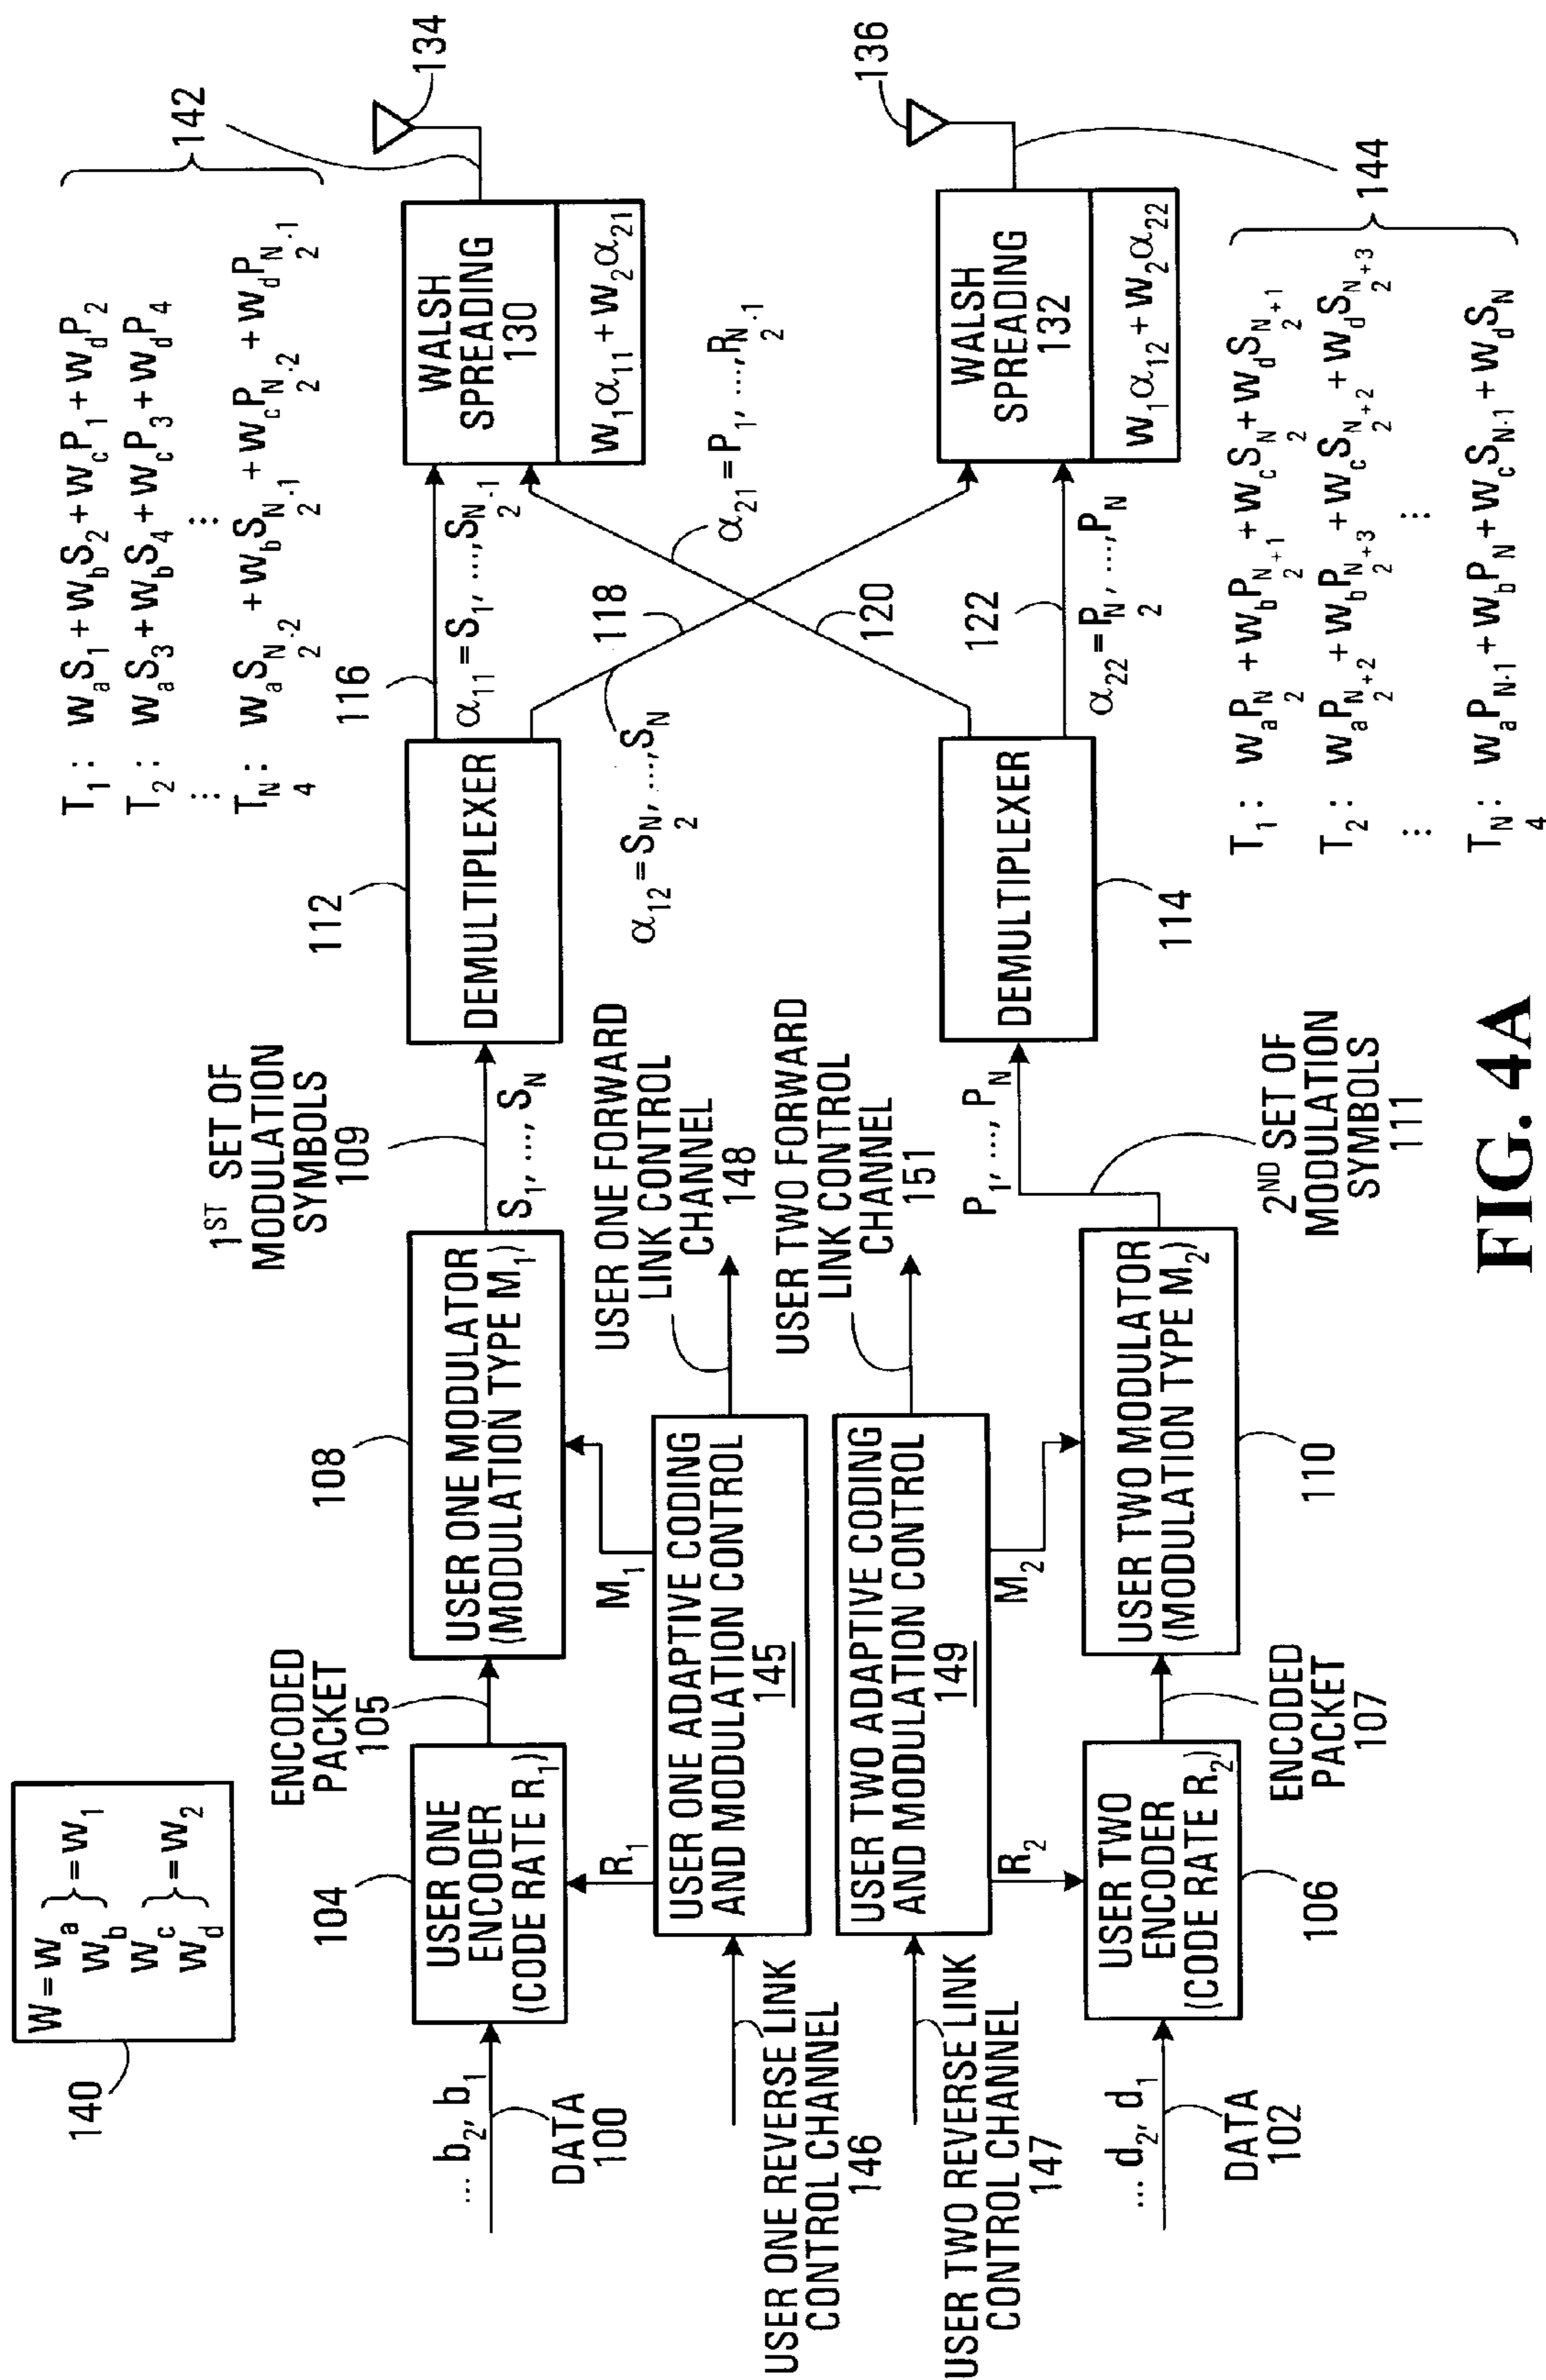 W = Wa
Wb
} = W1
Wc
Wd
} = W2
140
... b2, b1
DATA
100
104
USER ONE
ENCODER
(CODE RATE R1)
ENCODED
PACKET
105
108
USER ONE MODULATOR
(MODULATION TYPE M1)
1ST SET OF
MODULATION
SYMBOLS
109
S1, ..., SN
112
DEMULTIPLEXER
116
α11 = S1, ..., SN/2-1
118
α12 = SN/2, ..., SN
T1 : WaS1 + WbS2 + WcP1 + WdP2
T2 : WaS3 + WbS4 + WcP3 + WdP4
⋮ ⋮
TN/4 : WaSN/2-2 + WbSN/2-1 + WcPN/2-2 + WdPN/2-1
142
WALSH
SPREADING
130
W1α11 + W2α21
134
R1
M1
USER ONE ADAPTIVE CODING
AND MODULATION CONTROL
145
USER ONE REVERSE LINK
CONTROL CHANNEL
146
USER ONE FORWARD
LINK CONTROL
CHANNEL
148
USER TWO ADAPTIVE CODING
AND MODULATION CONTROL
149
USER TWO REVERSE LINK
CONTROL CHANNEL
147
USER TWO FORWARD
LINK CONTROL
CHANNEL
151
R2
M2
... d2, d1
DATA
102
USER TWO
ENCODER
(CODE RATE R2)
106
ENCODED
PACKET
107
USER TWO MODULATOR
(MODULATION TYPE M2)
110
P1, ..., PN
2ND SET OF
MODULATION
SYMBOLS
111
DEMULTIPLEXER
114
120
α21 = P1, ..., RN/2-1
122
α22 = PN/2, ..., PN
WALSH
SPREADING
132
W1α12 + W2α22
136
T1 : WaPN/2 + WbPN/2+1 + WcSN/2 + WdSN/2+1
T2 : WaPN/2+2 + WbPN/2+3 + WcSN/2+2 + WdSN/2+3
⋮ ⋮
TN/4 : WaPN-1 + WbPN + WcSN-1 + WdSN
144
FIG. 4A